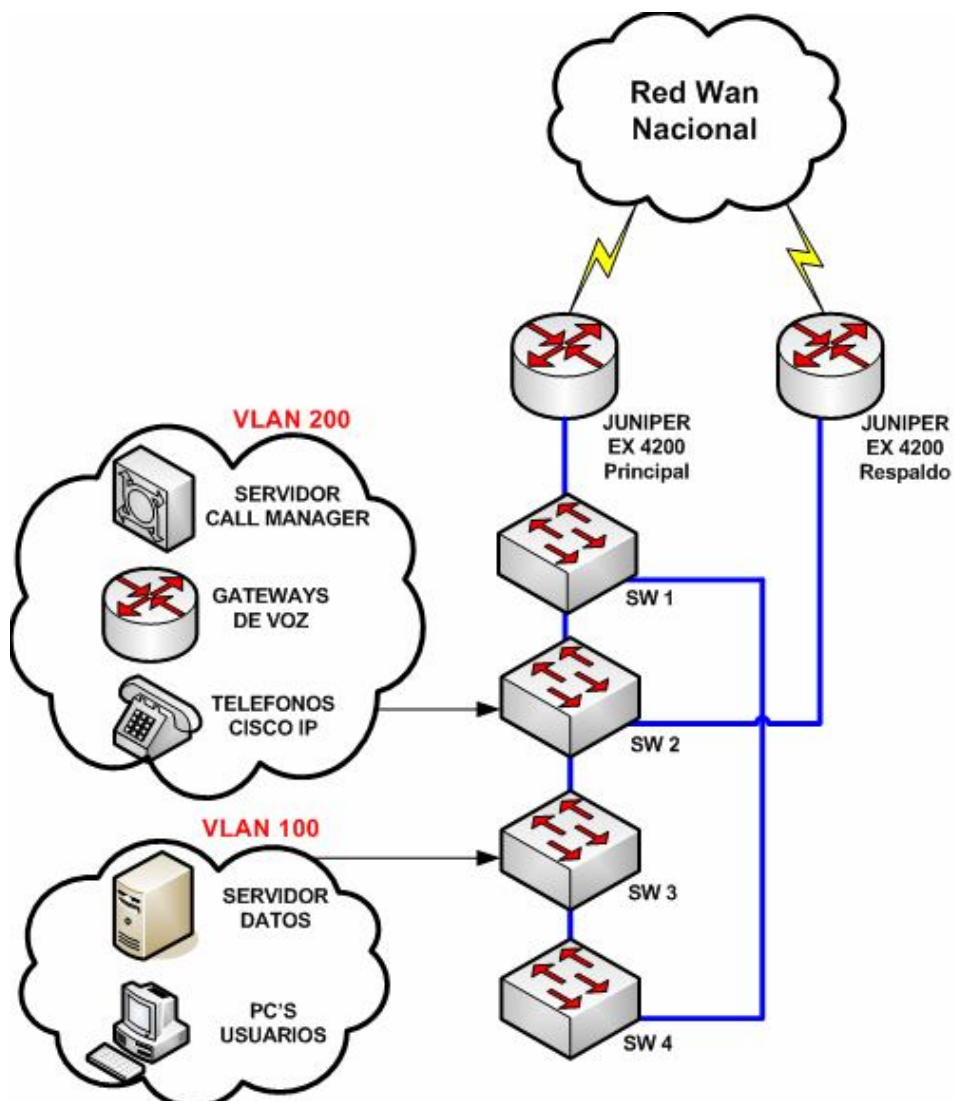 Red Wan
Nacional
JUNIPER
EX 4200
Principal
JUNIPER
EX 4200
Respaldo
VLAN 200
SERVIDOR
CALL MANAGER
GATEWAYS
DE VOZ
TELEFONOS
CISCO IP
SW 1
SW 2
VLAN 100
SERVIDOR
DATOS
PC'S
USUARIOS
SW 3
SW 4